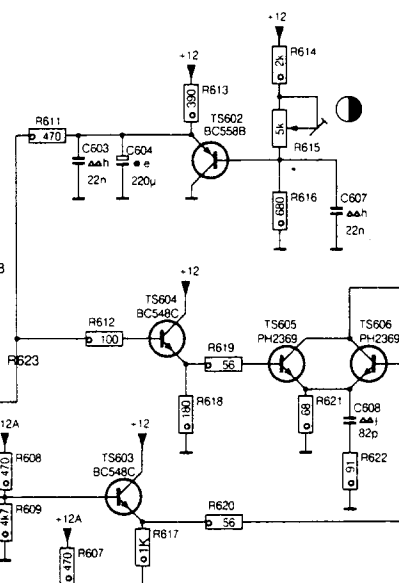 +12
R614
2k
+12
R613
390
5k
R615
R611
470
TS602
BC558B
C603
h
22n
C604
e
220µ
R616
680
C607
h
22n
+12
TS604
BC548C
R612
100
R619
56
TS605
PH2369
TS606
PH2369
R623
R618
180
R621
68
C608
82p
R622
91
+12A
+12
R608
470
TS603
BC548C
R609
4k7
R620
56
+12A
R617
1K
R607
470